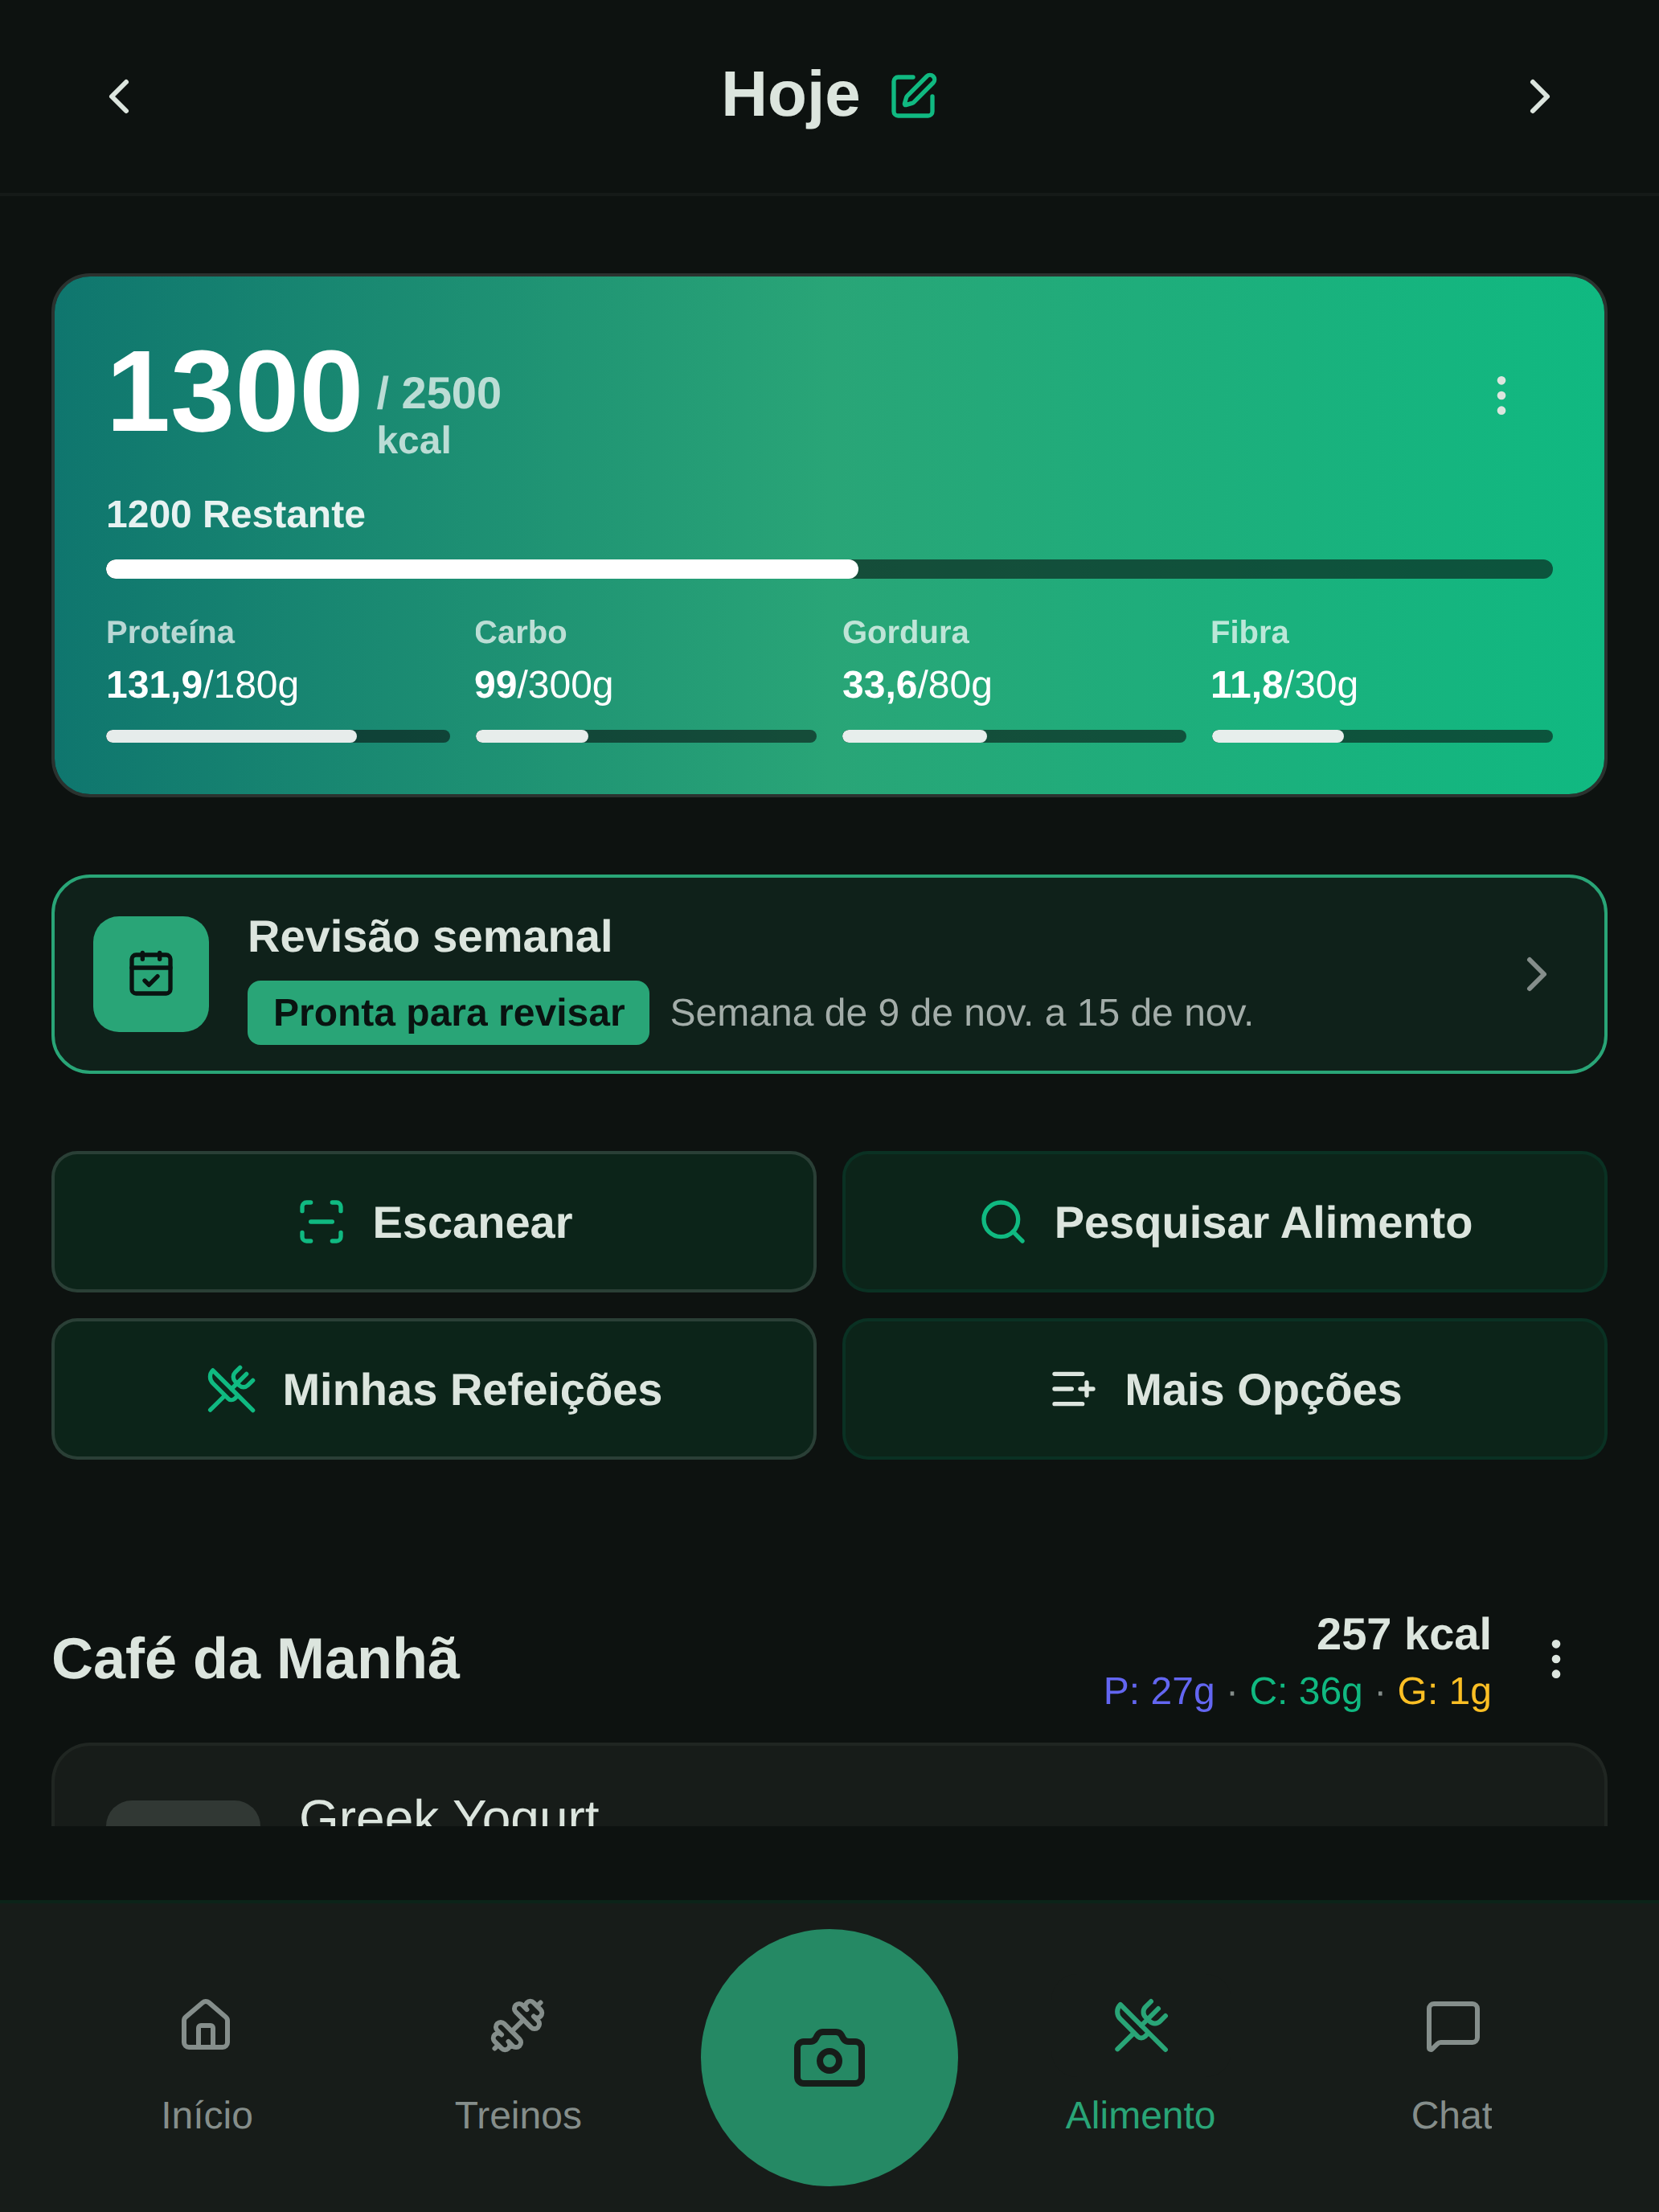 Hoje
1300 / 2500
kcal
1200 Restante
Proteína Carbo Gordura Fibra
131,9/180g 99/300g 33,6/80g 11,8/30g
Revisão semanal
Pronta para revisar Semana de 9 de nov. a 15 de nov.
Escanear Pesquisar Alimento
Minhas Refeições Mais Opções
Café da Manhã 257 kcal
P: 27g · C: 36g · G: 1g
Greek Yogurt
Início Treinos Alimento Chat